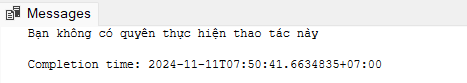 Messages
Bạn không có quyên thực hiện thao tác này
Completion time: 2024-11-11T07:50:41.6634835+07:00